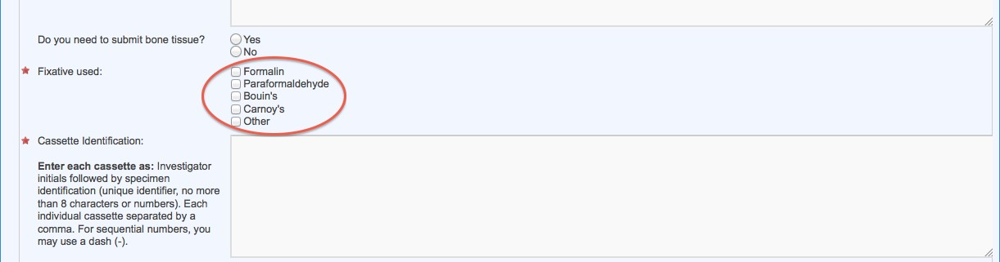 Do you need to submit bone tissue?
Yes
No
Fixative used:
Formalin
Paraformaldehyde
Bouin's
Carnoy's
Other
Cassette Identification:
Enter each cassette as: Investigator
initials followed by specimen
identification (unique identifier, no more
than 8 characters or numbers). Each
individual cassette separated by a
comma. For sequential numbers, you
may use a dash (-).